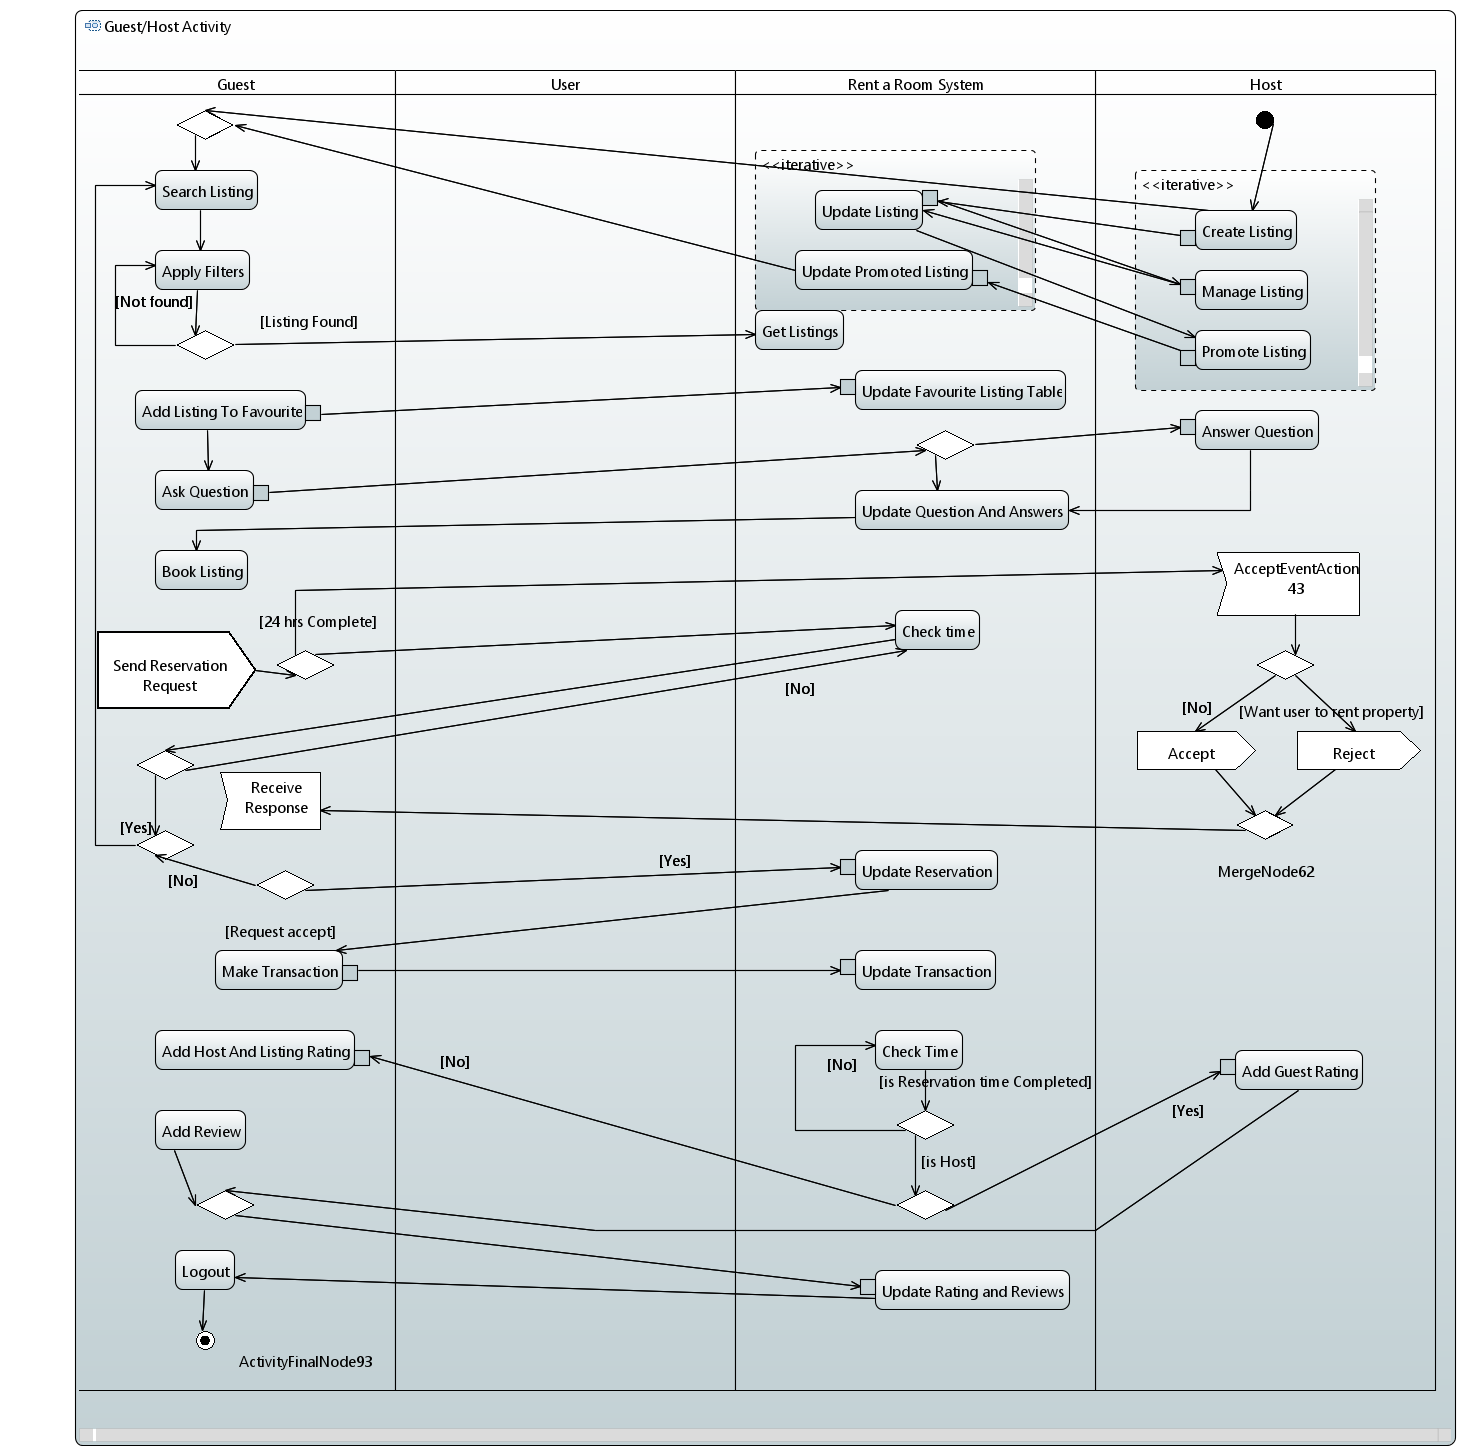 Guest/Host Activity
Guest
User
Rent a Room System
Host
<<iterative>>
<<iterative>>
Search Listing
Update Listing
Create Listing
Apply Filters
Update Promoted Listing
Manage Listing
[Not found]
[Listing Found]
Get Listings
Promote Listing
Add Listing To Favourite
Update Favourite Listing Table
Answer Question
Ask Question
Update Question And Answers
Book Listing
AcceptEventAction
43
[24 hrs Complete]
Check time
Send Reservation
Request
[No]
[No]
[Want user to rent property]
Accept
Reject
Receive
Response
[Yes]
[Yes]
[No]
Update Reservation
MergeNode62
[Request accept]
Make Transaction
Update Transaction
Add Host And Listing Rating
[No]
Check Time
[No]
[is Reservation time Completed]
Add Guest Rating
[Yes]
Add Review
[is Host]
Logout
Update Rating and Reviews
ActivityFinalNode93